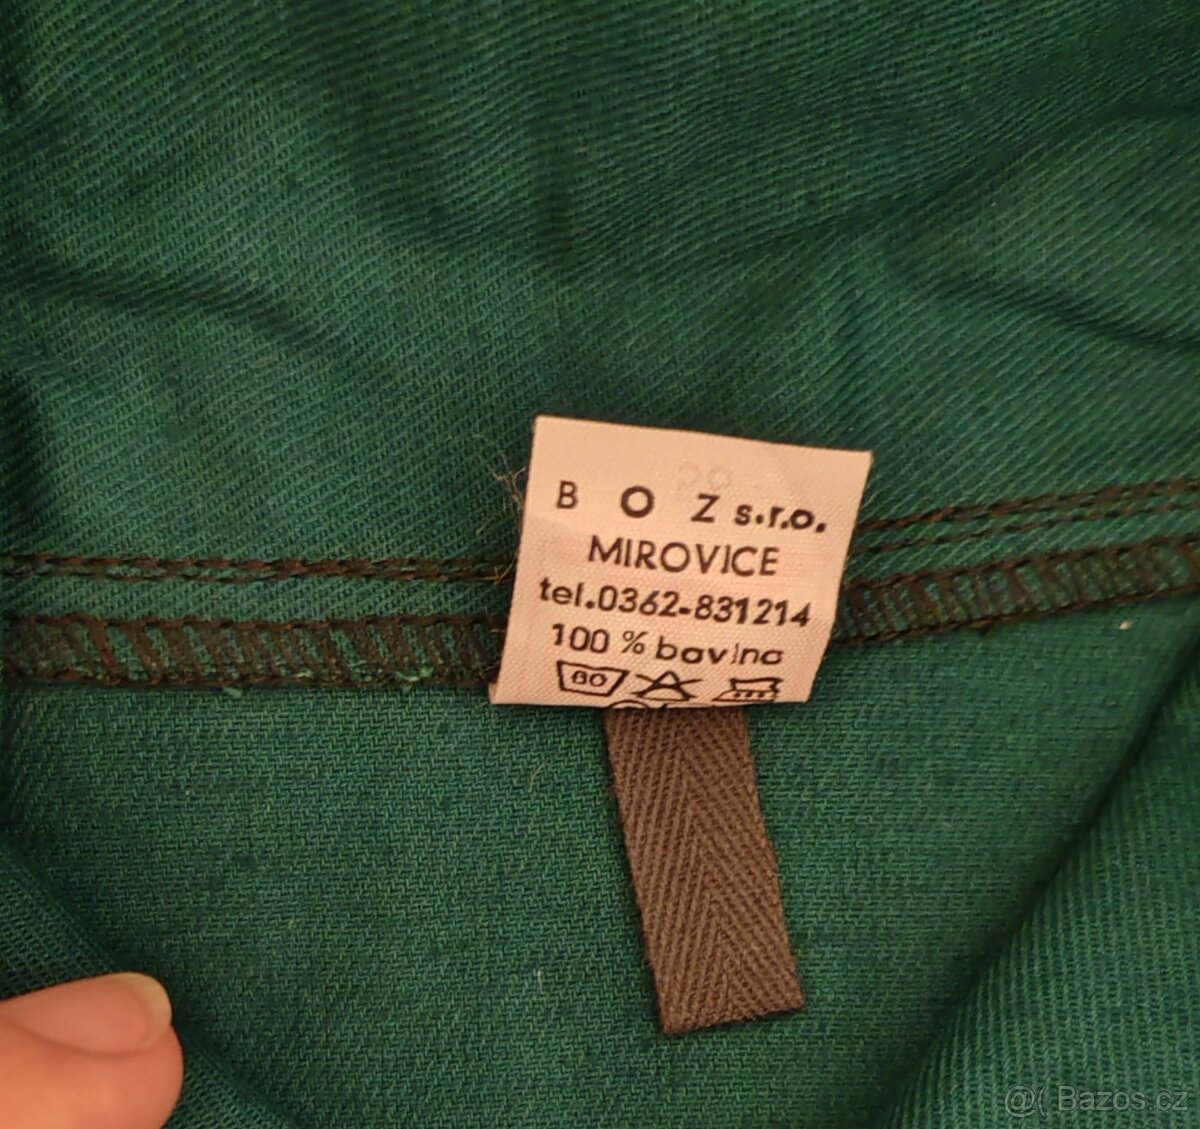 B O Z s.r.o.
MIROVICE
tel.0362-831214
100 % bavlna
60
@( Bazos.cz